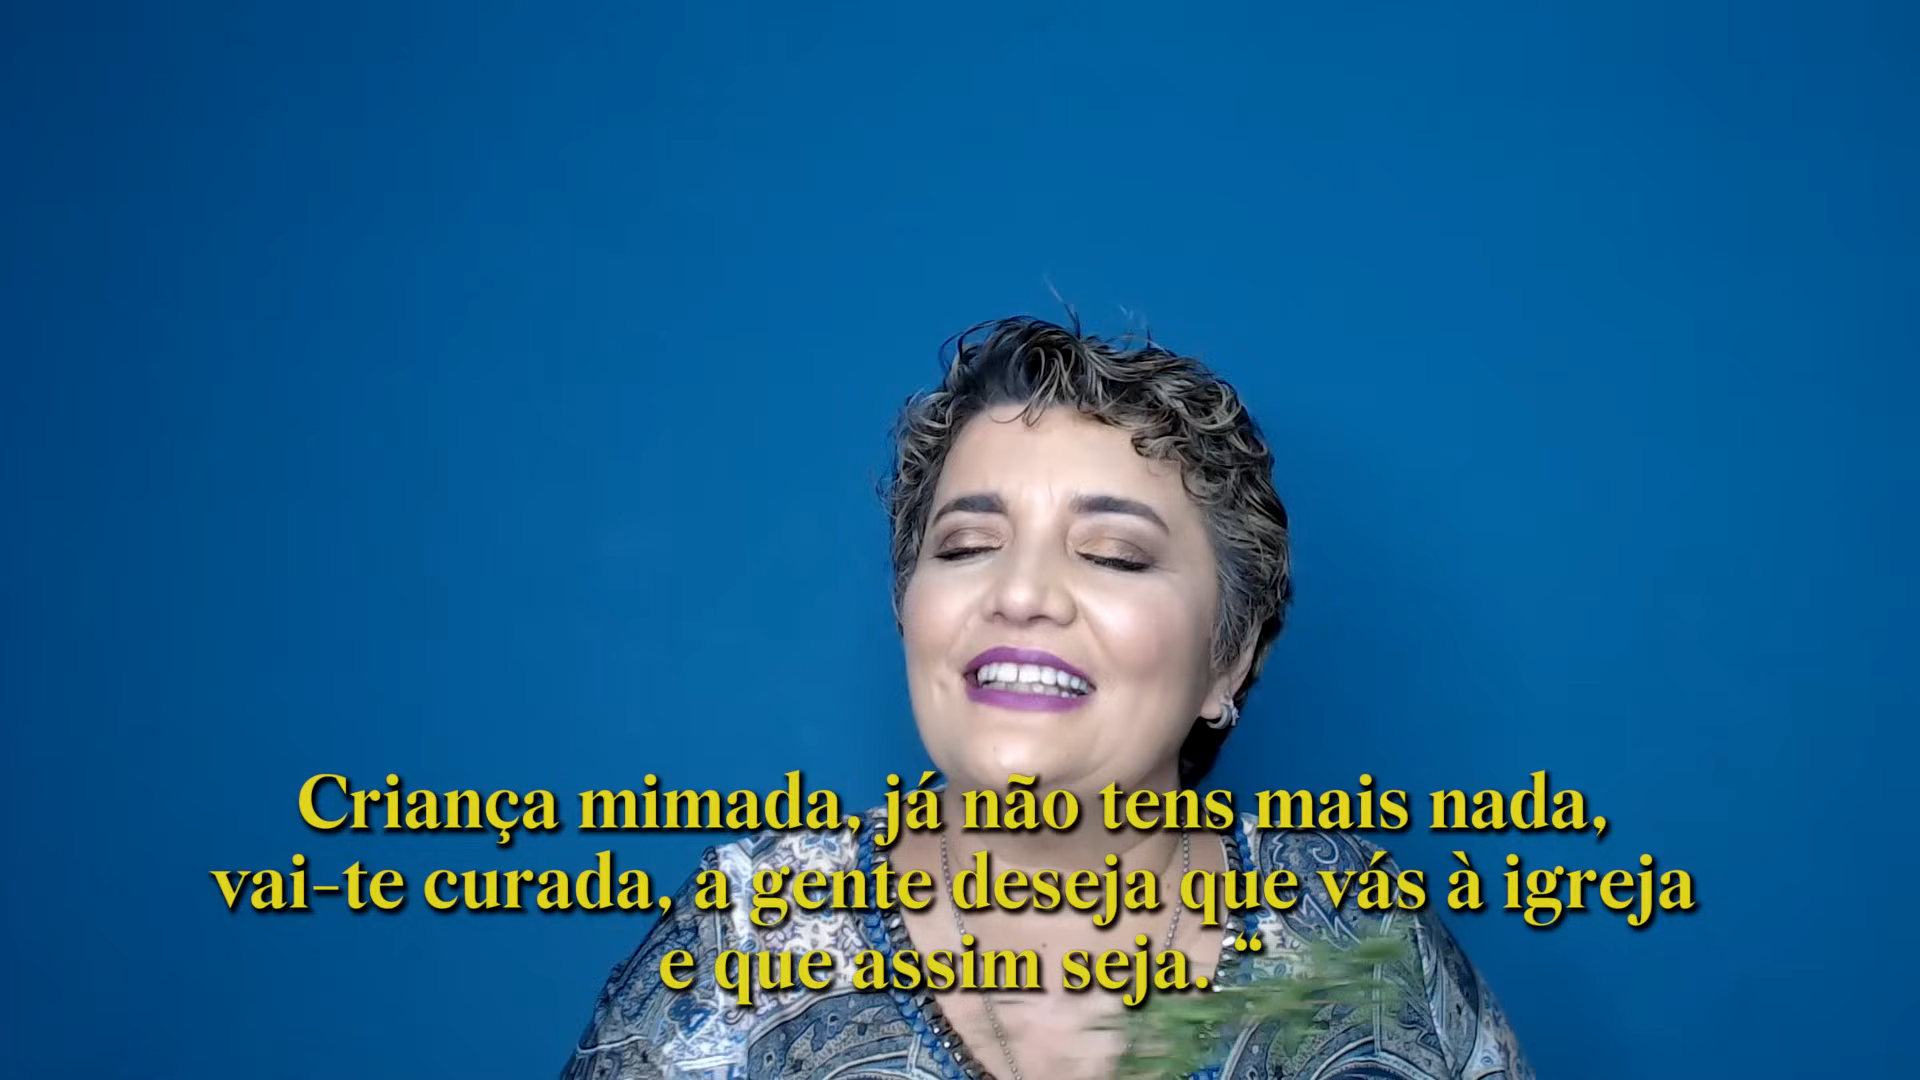 Criança mimada, já não tens mais nada,
vai-te curada, a gente deseja que vás à igreja
e que assim seja. “